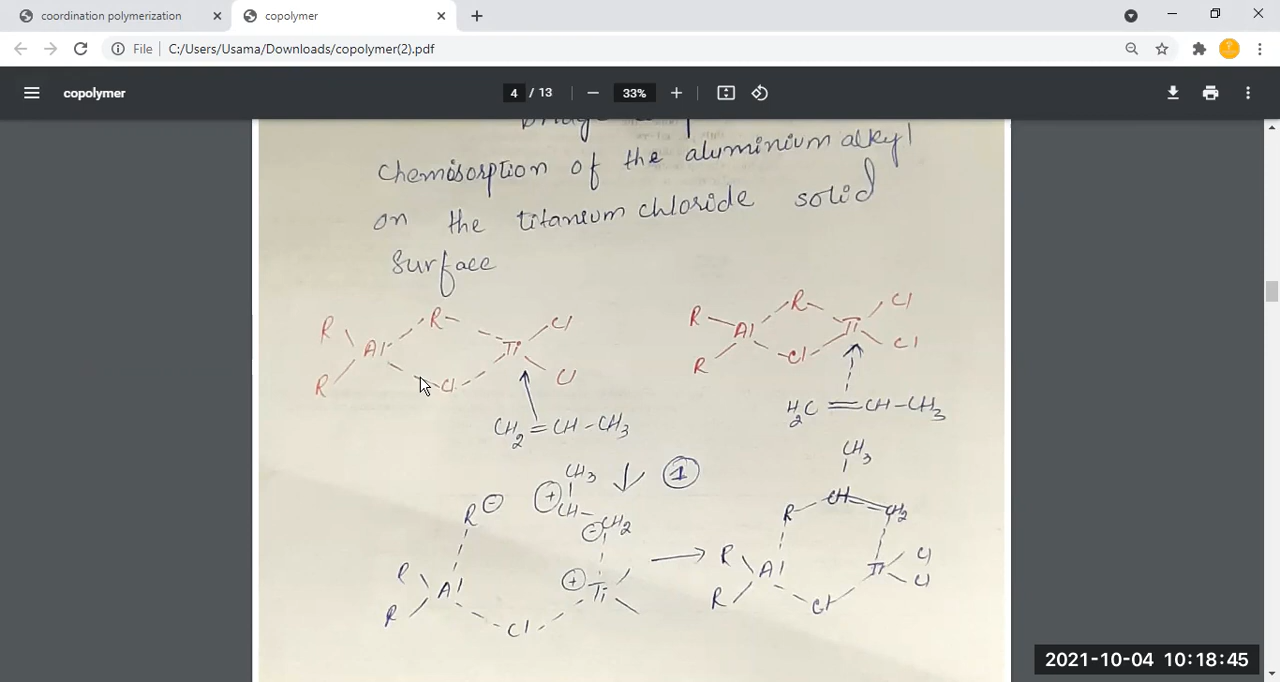 coordination polymerization
copolymer
File C:/Users/Usama/Downloads/copolymer(2).pdf
copolymer
4 / 13
33%
Chemisorption of the aluminium alkyl
on the titanium chloride solid
Surface
R R Cl
Al Ti
R Cl Cl
CH2=CH-CH3
R R Cl
Al Ti
R Cl Cl
H2C=CH-CH3
1
R⊖ ⊕ CH3
CH-CH2
⊖
R Al ⊕ Ti
R Cl
CH3
R CH=CH2
R Al Ti Cl
R Cl Cl
2021-10-04 10:18:45